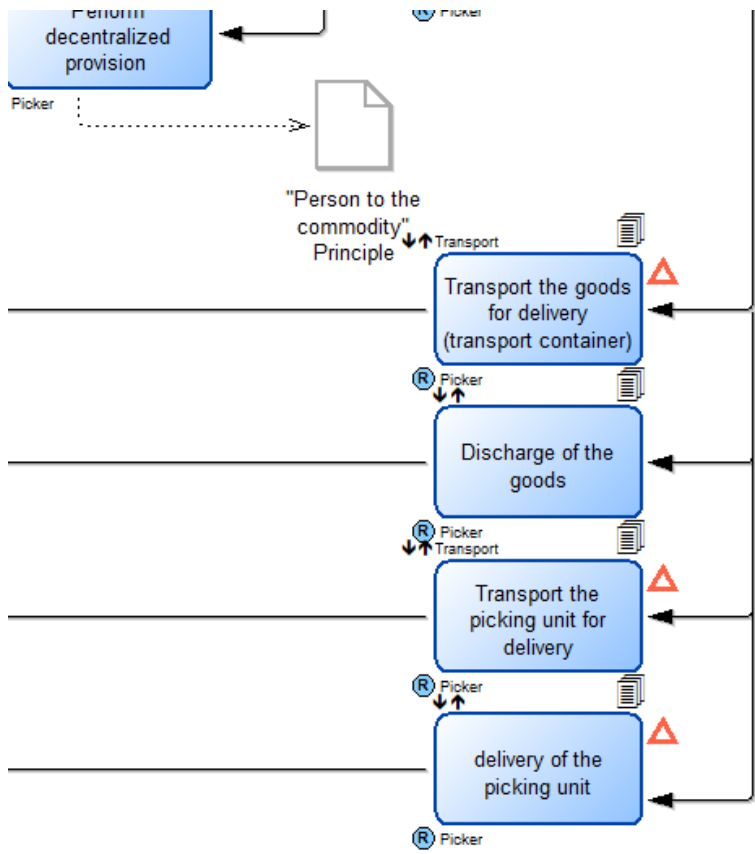 Perform
decentralized
provision
R Picker
Picker
"Person to the
commodity"
Principle
Transport
Transport the goods
for delivery
(transport container)
R Picker
Discharge of the
goods
R Picker
Transport
Transport the
picking unit for
delivery
R Picker
delivery of the
picking unit
R Picker